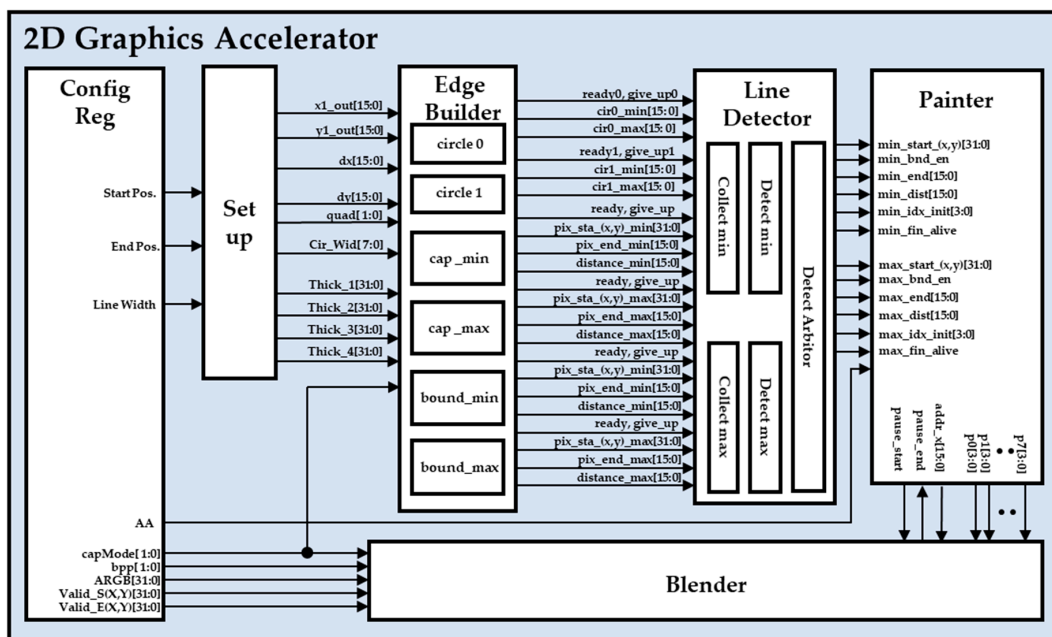 2D Graphics Accelerator
Config
Reg
Start Pos.
End Pos.
Line Width
AA
capMode[1:0]
bpp[1:0]
ARGB[31:0]
Valid_S(X,Y)[31:0]
Valid_E(X,Y)[31:0]
Set
up
x1_out[15:0]
y1_out[15:0]
dx[15:0]
dy[15:0]
quad[1:0]
Cir_Wid[7:0]
Thick_1[31:0]
Thick_2[31:0]
Thick_3[31:0]
Thick_4[31:0]
Edge
Builder
circle 0
circle 1
cap _min
cap _max
bound_min
bound_max
ready0, give_up0
cir0_min[15: 0]
cir0_max[15: 0]
ready1, give_up1
cir1_min[15: 0]
cir1_max[15: 0]
ready, give_up
pix_sta_(x,y)_min[31:0]
pix_end_min[15:0]
distance_min[15:0]
ready, give_up
pix_sta_(x,y)_max[31:0]
pix_end_max[15:0]
distance_max[15:0]
ready, give_up
pix_sta_(x,y)_min[31:0]
pix_end_min[15:0]
distance_min[15:0]
ready, give_up
pix_sta_(x,y)_max[31:0]
pix_end_max[15:0]
distance_max[15:0]
Line
Detector
Collect min
Detect min
Detect Arbitor
Collect max
Detect max
Painter
min_start_(x,y)[31:0]
min_bnd_en
min_end[15:0]
min_dist[15:0]
min_idx_init[3:0]
min_fin_alive
max_start_(x,y)[31:0]
max_bnd_en
max_end[15:0]
max_dist[15:0]
max_idx_init[3:0]
max_fin_alive
pause_start
pause_end
addr_x[15:0]
p0[3:0]
p1[3:0]
p7[3:0]
Blender